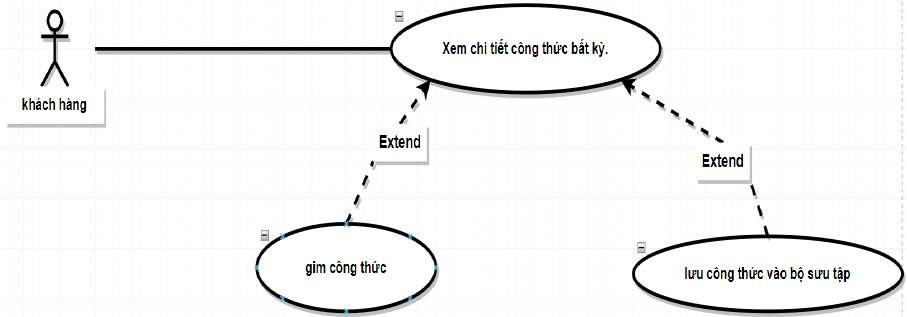 Xem chi tiết công thức bất kỳ.
khách hàng
Extend
Extend
gim công thức
lưu công thức vào bộ sưu tập